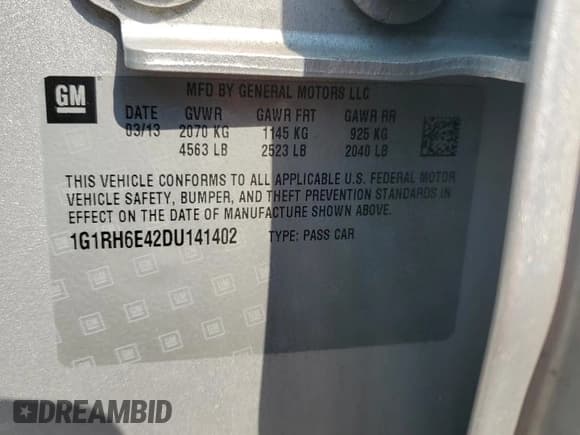 GM
MFD BY GENERAL MOTORS LLC
DATE GVWR GAWR FRT GAWR RR
03/13 2070 KG 1145 KG 925 KG
4563 LB 2523 LB 2040 LB
THIS VEHICLE CONFORMS TO ALL APPLICABLE U.S. FEDERAL MOTOR
VEHICLE SAFETY, BUMPER, AND THEFT PREVENTION STANDARDS IN
EFFECT ON THE DATE OF MANUFACTURE SHOWN ABOVE.
1G1RH6E42DU141402 TYPE: PASS CAR
DREAMBID